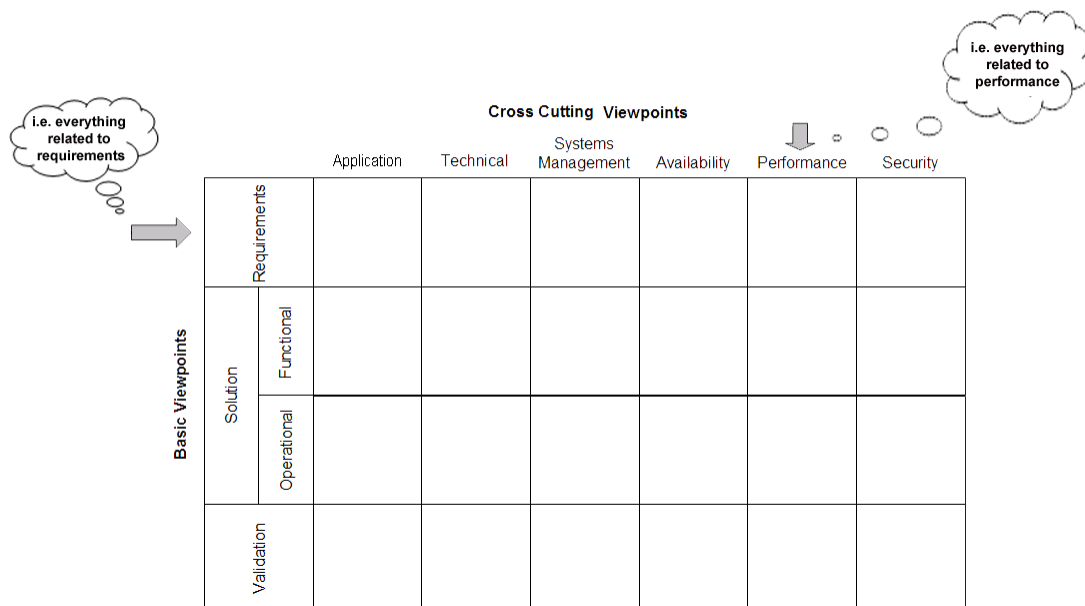 i.e. everything
related to
performance
i.e. everything
related to
requirements
Cross Cutting Viewpoints
Application
Technical
Systems
Management
Availability
Performance
Security
Basic Viewpoints
Requirements
Solution
Functional
Operational
Validation